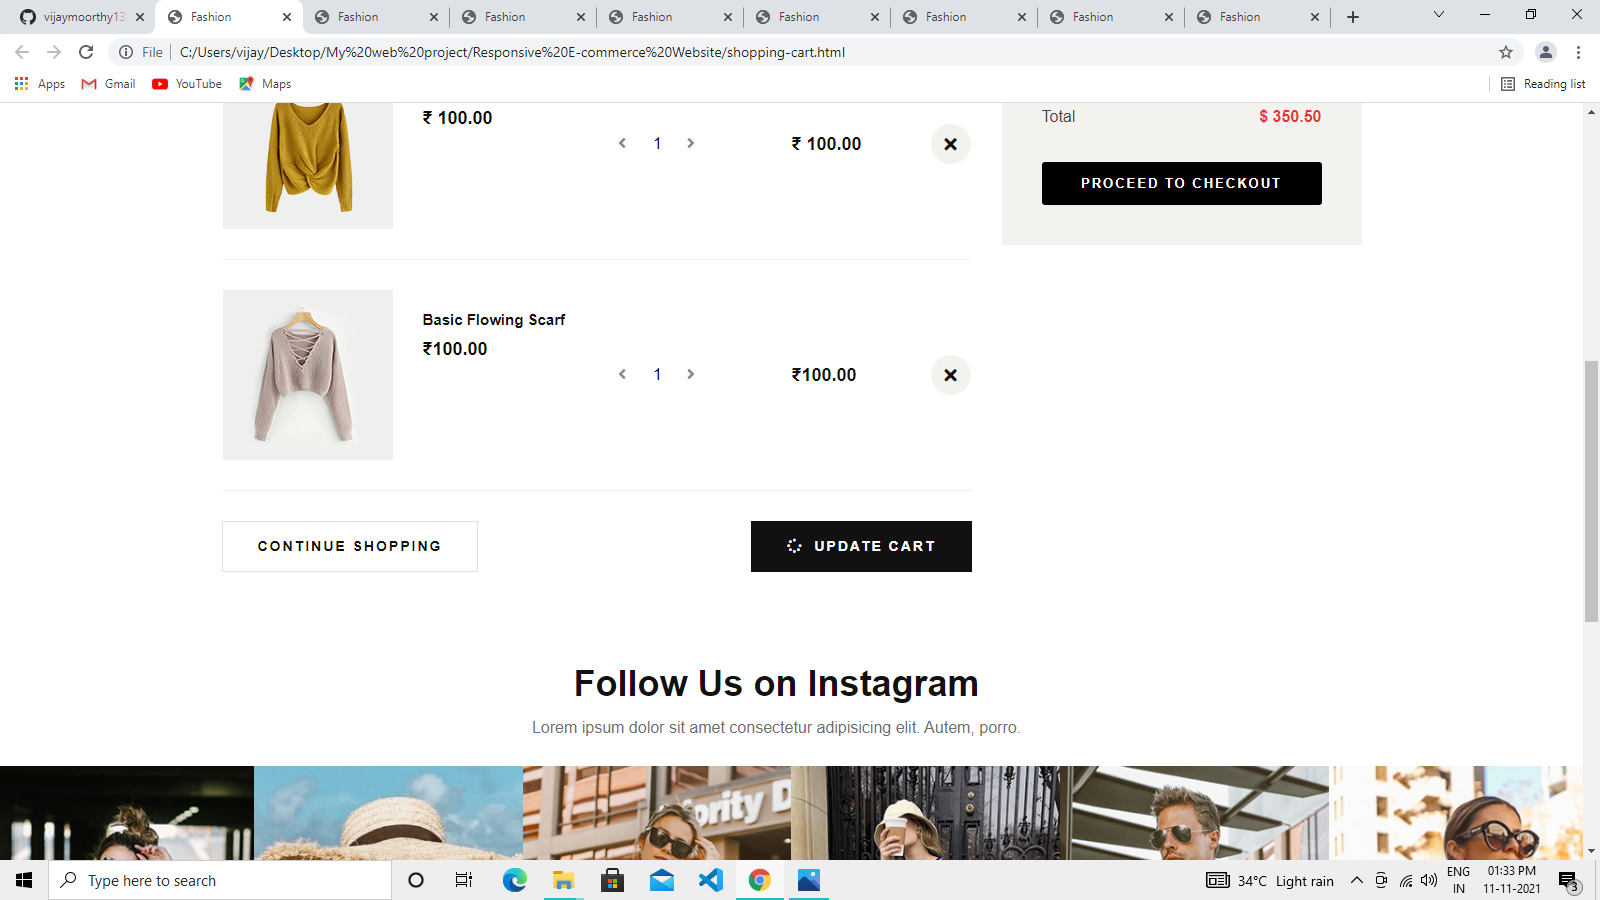 vijaymoorthy13
Fashion
Fashion
Fashion
Fashion
Fashion
Fashion
Fashion
Fashion
File
C:/Users/vijay/Desktop/My%20web%20project/Responsive%20E-commerce%20Website/shopping-cart.html
Apps
Gmail
YouTube
Maps
Reading list
₹ 100.00
1
₹ 100.00
Total
$ 350.50
PROCEED TO CHECKOUT
Basic Flowing Scarf
₹100.00
1
₹100.00
CONTINUE SHOPPING
UPDATE CART
Follow Us on Instagram
Lorem ipsum dolor sit amet consectetur adipisicing elit. Autem, porro.
ority D
Type here to search
34°C Light rain
ENG
IN
01:33 PM
11-11-2021
3